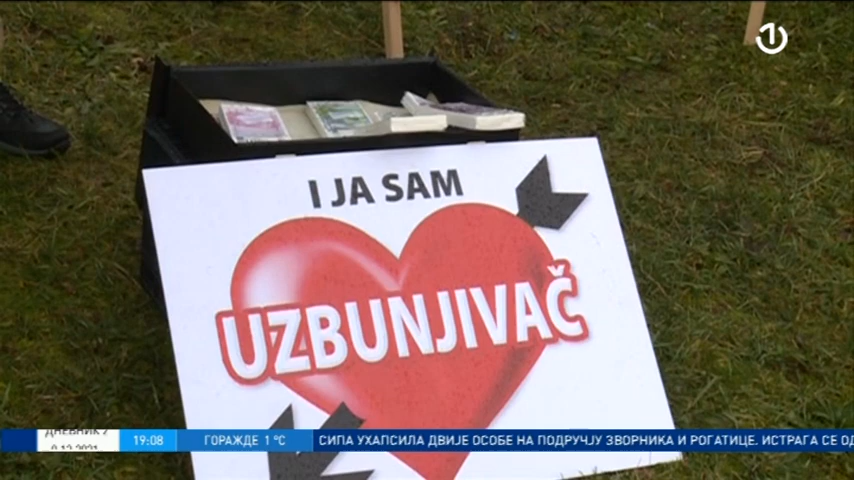 I JA SAM
UZBUNJIVAČ
ДНЕВНИК 2
19:08
ГОРАЖДЕ 1°C
СИПА УХАПСИЛА ДВИЈЕ ОСОБЕ НА ПОДРУЧЈУ ЗВОРНИКА И РОГАТИЦЕ. ИСТРАГА СЕ